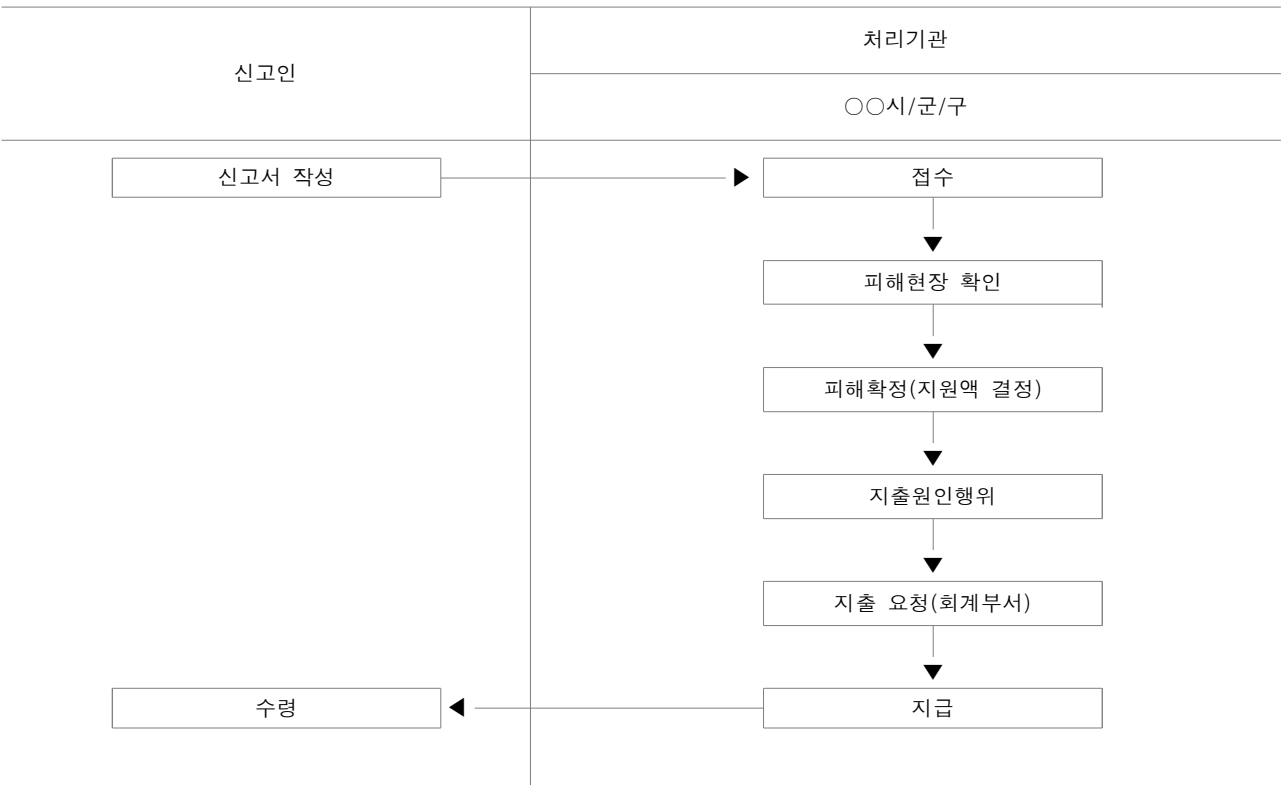 신고인
처리기관
○○시/군/구
신고서 작성
접수
피해현장 확인
피해확정(지원액 결정)
지출원인행위
지출 요청(회계부서)
수령
지급